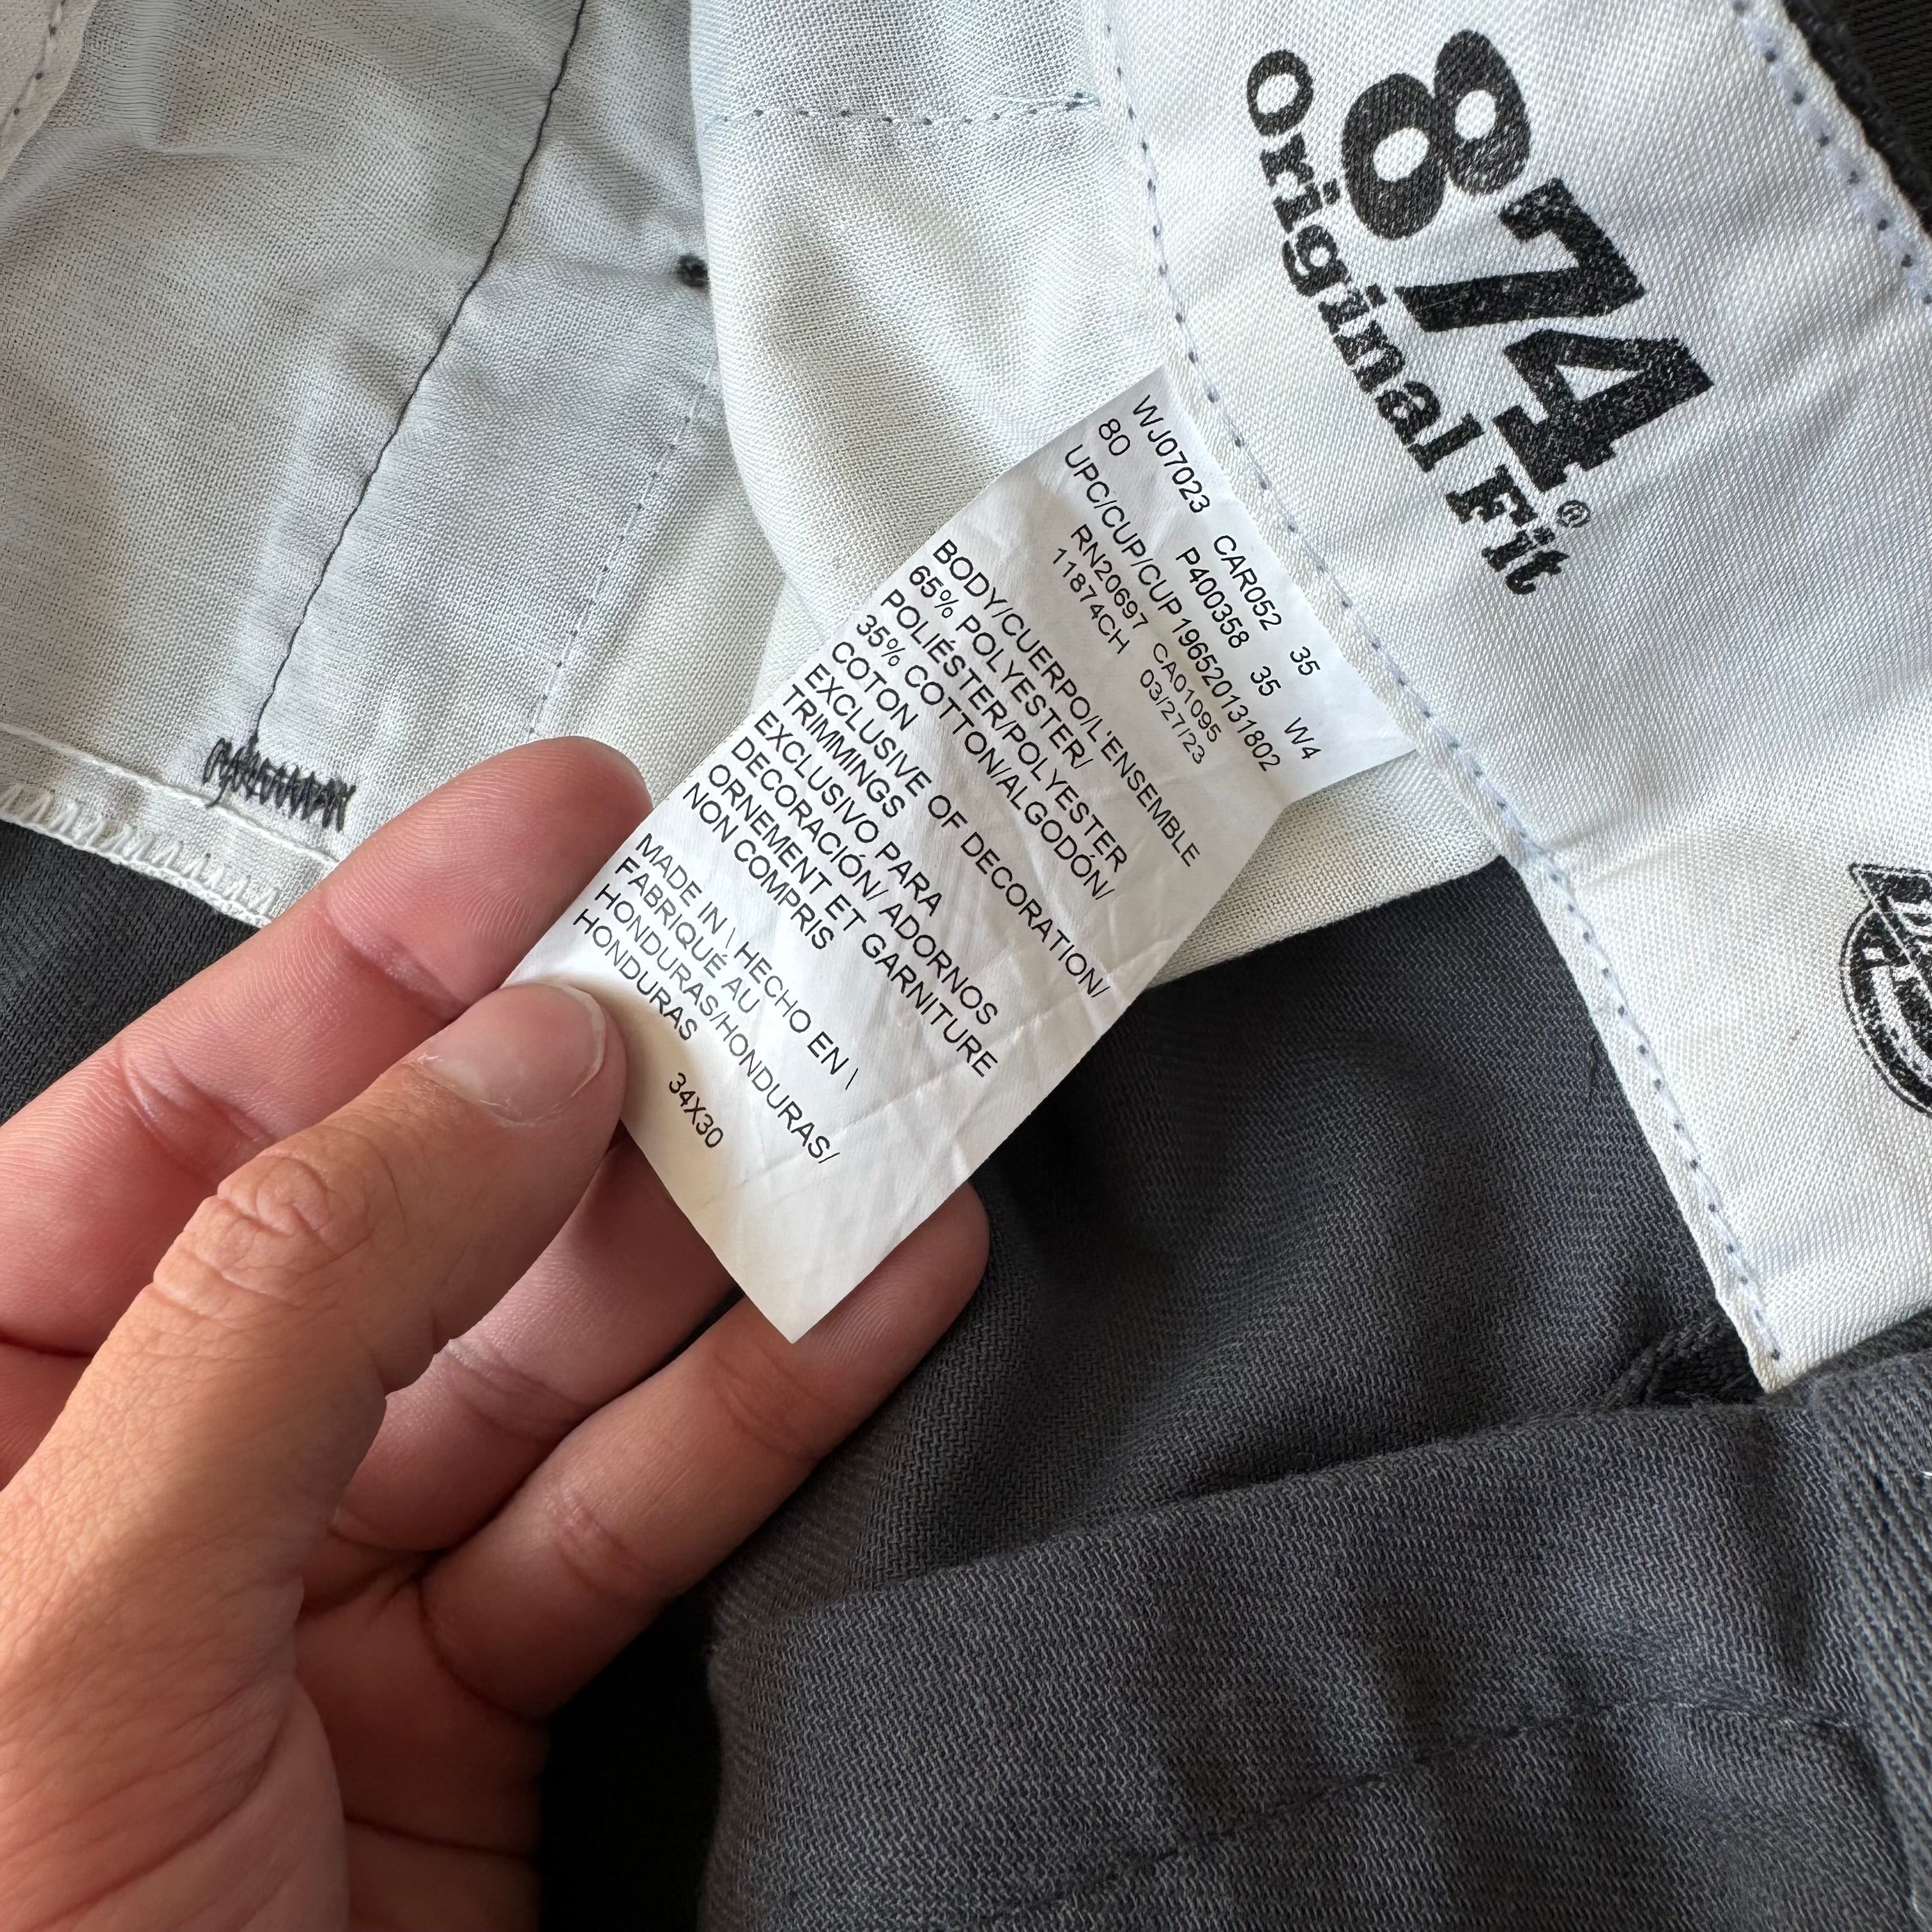 874®
Original Fit
WJ07023 CAR052 35
80 P400358 35 W4
UPC/CUP/CUP 196520131802
RN20697 CA01095
11874CH 03/27/23
BODY/CUERPO/L'ENSEMBLE
65% POLYESTER/
POLIÉSTER/POLYESTER
35% COTTON/ALGODÓN/
COTON
EXCLUSIVE OF DECORATION/
TRIMMINGS
EXCLUSIVO PARA
DECORACIÓN/ ADORNOS
ORNEMENT ET GARNITURE
NON COMPRIS
MADE IN \ HECHO EN \
FABRIQUÉ AU
HONDURAS/HONDURAS/
HONDURAS
34X30